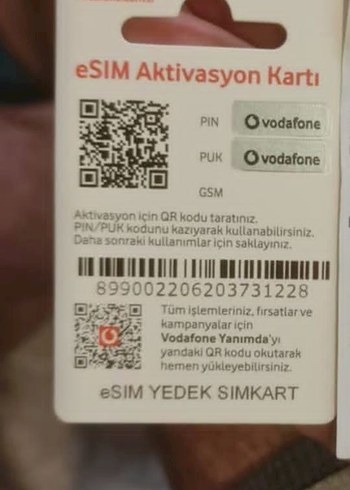 eSIM Aktivasyon Kartı
PIN vodafone
PUK vodafone
GSM
Aktivasyon için QR kodu taratınız.
PIN/PUK kodunu kazıyarak kullanabilirsiniz.
Daha sonraki kullanımlar için saklayınız.
899002206203731228
Tüm işlemleriniz, fırsatlar ve
kampanyalar için
Vodafone Yanımda'yı
yandaki QR kodu okutarak
hemen yükleyebilirsiniz.
eSIM YEDEK SIMKART